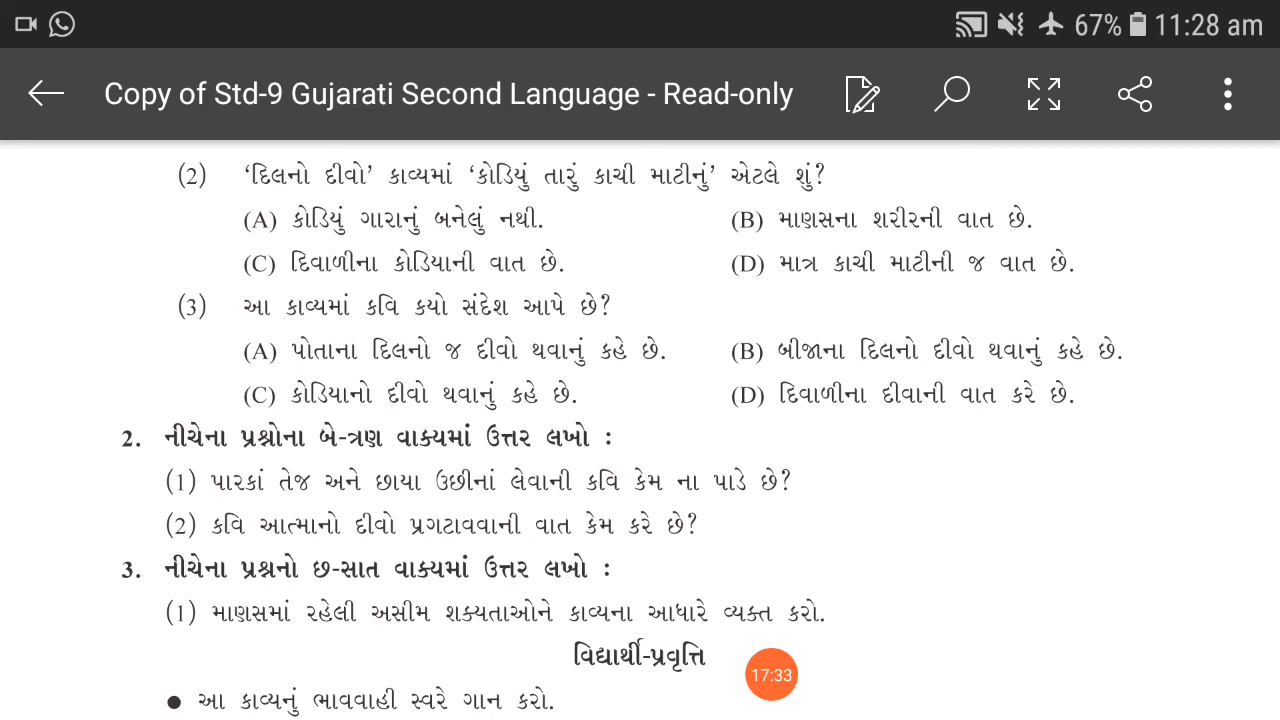 67% 11:28 am
Copy of Std-9 Gujarati Second Language - Read-only
(2) ‘દિલનો દીવો’ કાવ્યમાં ‘કોડિયું તારું કાચી માટીનું’ એટલે શું?
(A) કોડિયું ગારાનું બનેલું નથી. (B) માણસના શરીરની વાત છે.
(C) દિવાળીના કોડિયાની વાત છે. (D) માત્ર કાચી માટીની જ વાત છે.
(3) આ કાવ્યમાં કવિ કયો સંદેશ આપે છે?
(A) પોતાના દિલનો જ દીવો થવાનું કહે છે. (B) બીજાના દિલનો દીવો થવાનું કહે છે.
(C) કોડિયાનો દીવો થવાનું કહે છે. (D) દિવાળીના દીવાની વાત કરે છે.
2. નીચેના પ્રશ્નોના બે-ત્રણ વાક્યમાં ઉત્તર લખો :
(1) પારકાં તેજ અને છાયા ઉછીનાં લેવાની કવિ કેમ ના પાડે છે?
(2) કવિ આત્માનો દીવો પ્રગટાવવાની વાત કેમ કરે છે?
3. નીચેના પ્રશ્નનો છ-સાત વાક્યમાં ઉત્તર લખો :
(1) માણસમાં રહેલી અસીમ શક્યતાઓને કાવ્યના આધારે વ્યક્ત કરો.
વિદ્યાર્થી-પ્રવૃત્તિ
17:33
● આ કાવ્યનું ભાવવાહી સ્વરે ગાન કરો.